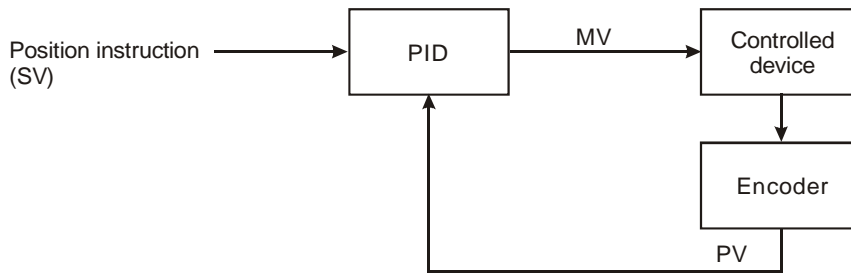 Position instruction
(SV)
PID
MV
Controlled
device
Encoder
PV